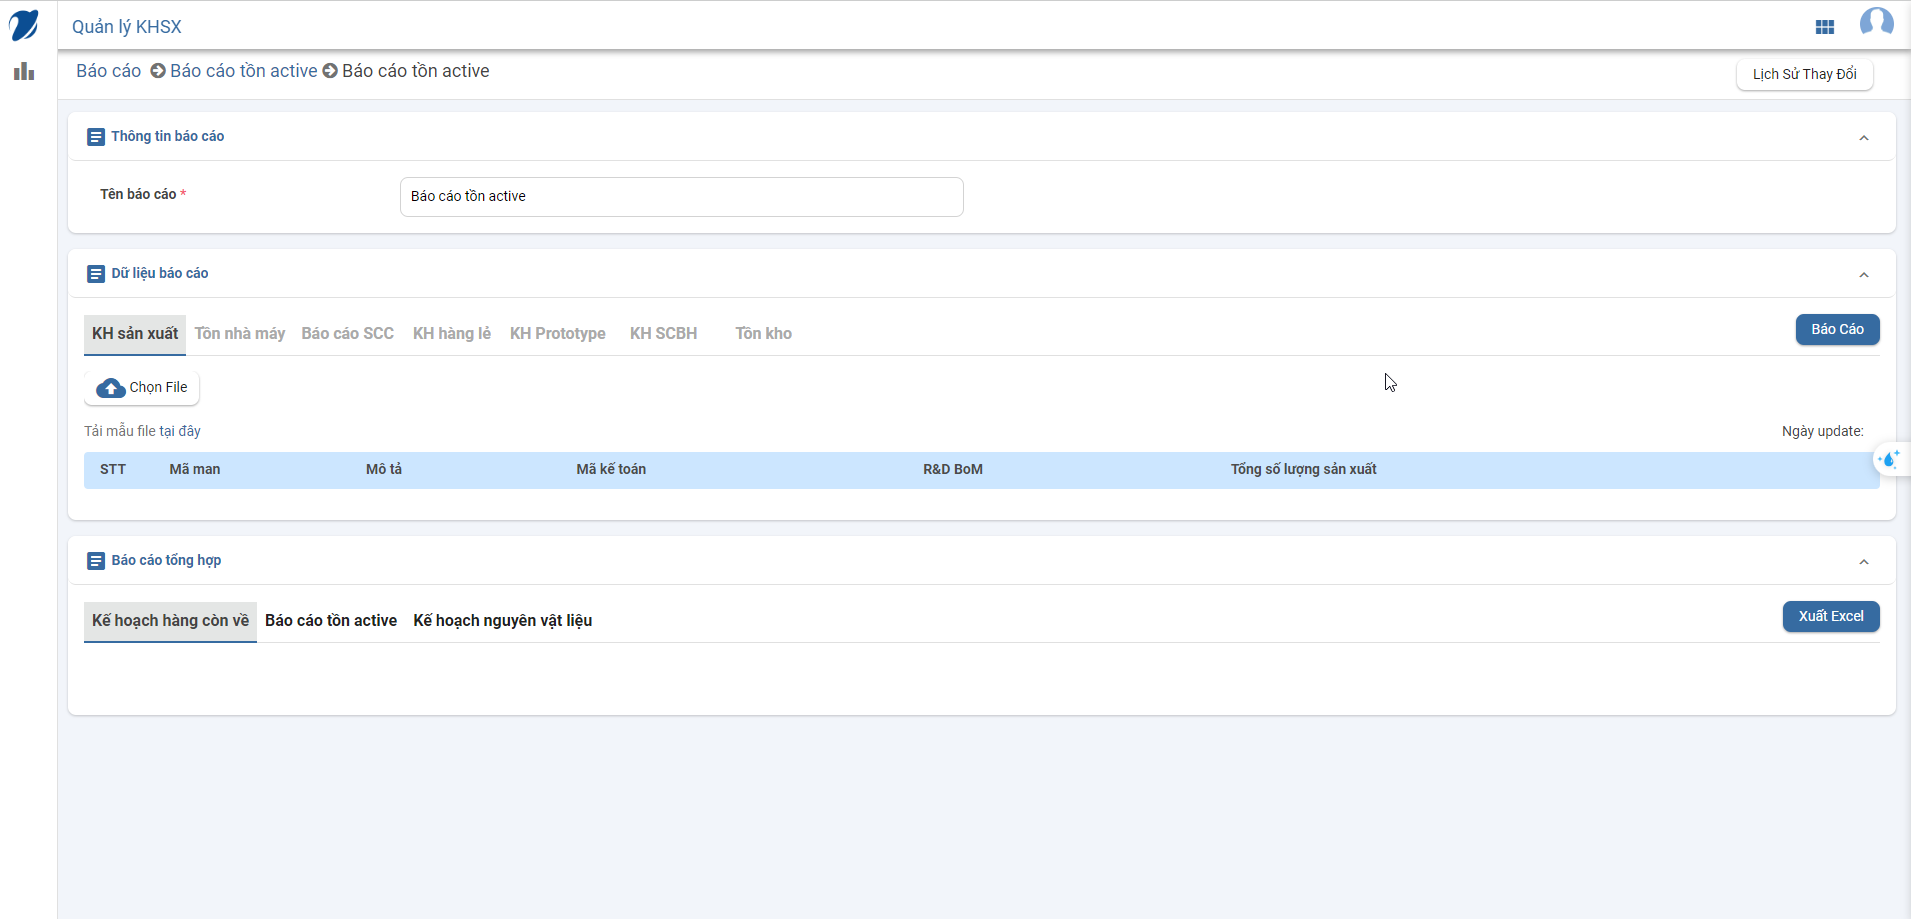 Quản lý KHSX
Báo cáo Báo cáo tồn active Báo cáo tồn active
Lịch Sử Thay Đổi
Thông tin báo cáo
Tên báo cáo *
Báo cáo tồn active
Dữ liệu báo cáo
KH sản xuất Tồn nhà máy Báo cáo SCC KH hàng lẻ KH Prototype KH SCBH Tồn kho
Báo Cáo
Chọn File
Tải mẫu file tại đây
Ngày update:
STT Mã man Mô tả Mã kế toán R&D BoM Tổng số lượng sản xuất
Báo cáo tổng hợp
Kế hoạch hàng còn về Báo cáo tồn active Kế hoạch nguyên vật liệu
Xuất Excel